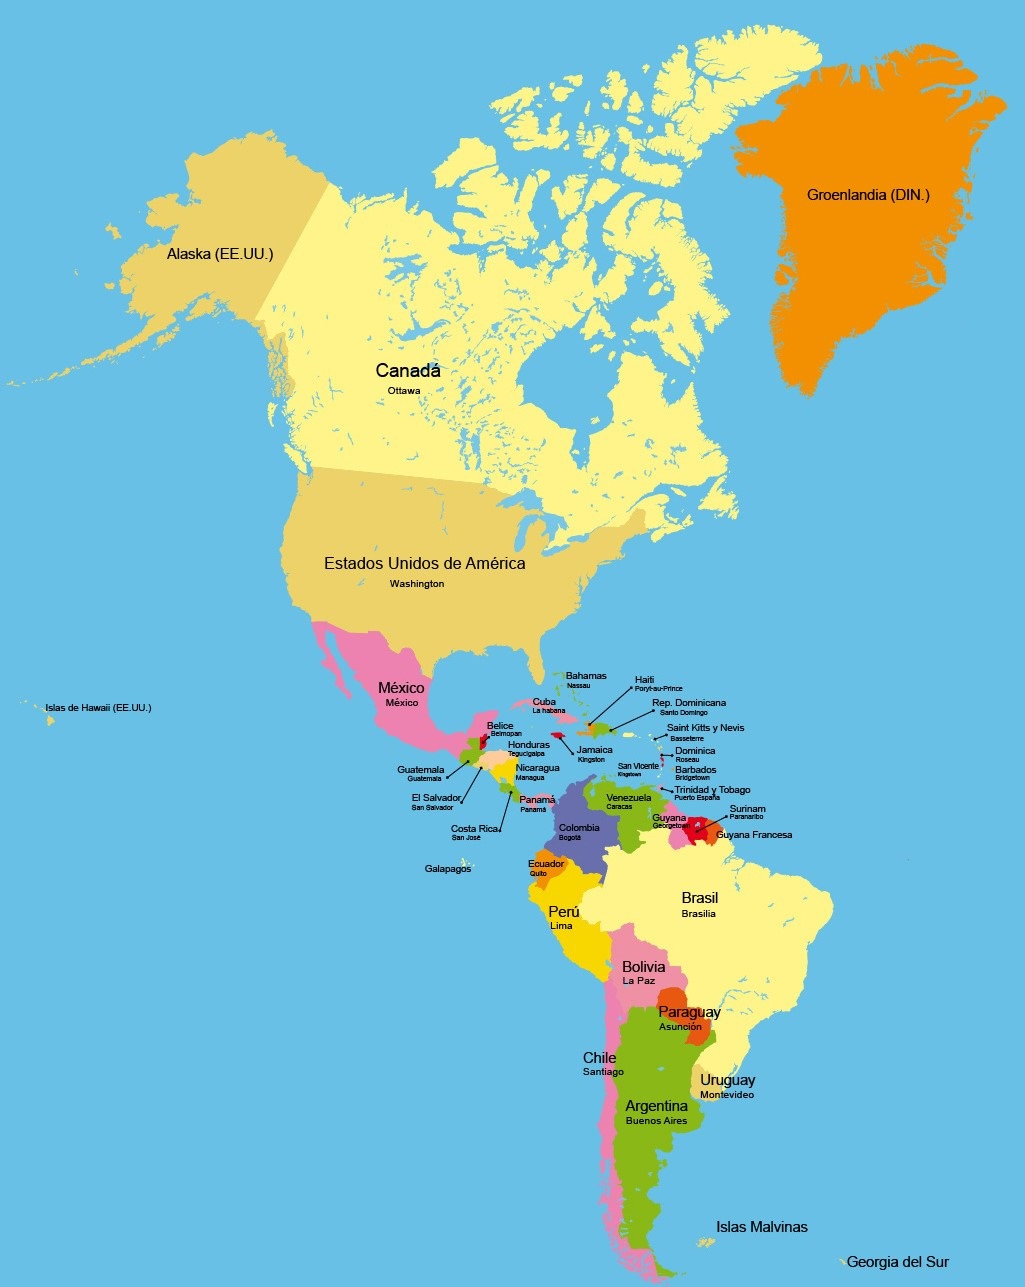 Groenlandia (DIN.)
Alaska (EE.UU.)
Canadá
Ottawa
Estados Unidos de América
Washington
Islas de Hawaii (EE.UU.)
México
México
Bahamas
Nassau
Haiti
Poryt-au-Prince
Cuba
La habana
Rep. Dominicana
Santo Domingo
Belice
Belmopan
Saint Kitts y Nevis
Basseterre
Honduras
Tegucigalpa
Jamaica
Kingston
Dominica
Roseau
Guatemala
Guatemala
Nicaragua
Managua
San Vicente
Kingstown
Barbados
Bridgetown
El Salvador
San Salvador
Panamá
Panamá
Venezuela
Caracas
Trinidad y Tobago
Puerto España
Costa Rica
San José
Colombia
Bogotá
Guyana
Georgetown
Surinam
Paranaribo
Guyana Francesa
Galapagos
Ecuador
Quito
Perú
Lima
Brasil
Brasilia
Bolivia
La Paz
Paraguay
Asunción
Chile
Santiago
Uruguay
Montevideo
Argentina
Buenos Aires
Islas Malvinas
Georgia del Sur